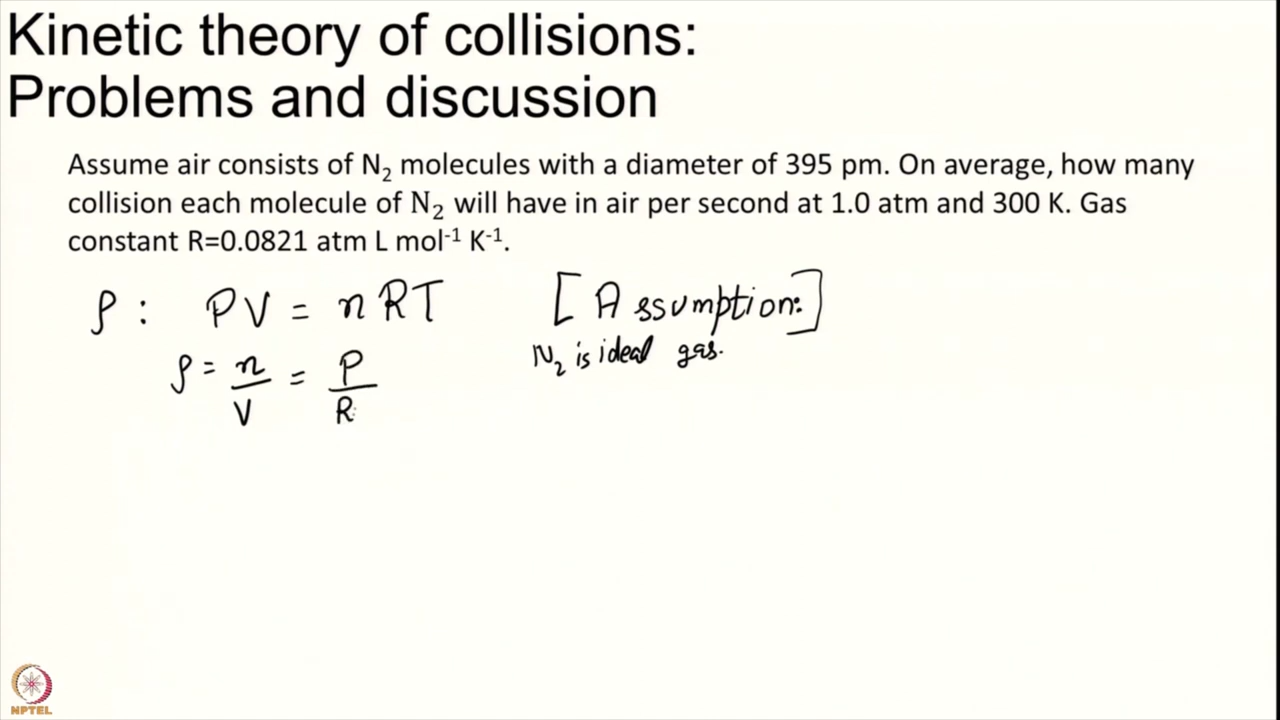 Kinetic theory of collisions:
Problems and discussion
Assume air consists of N₂ molecules with a diameter of 395 pm. On average, how many
collision each molecule of N₂ will have in air per second at 1.0 atm and 300 K. Gas
constant R=0.0821 atm L mol⁻¹ K⁻¹.
ρ : PV = nRT [Assumption:]
N₂ is ideal gas.
ρ = n/V = P/R
NPTEL